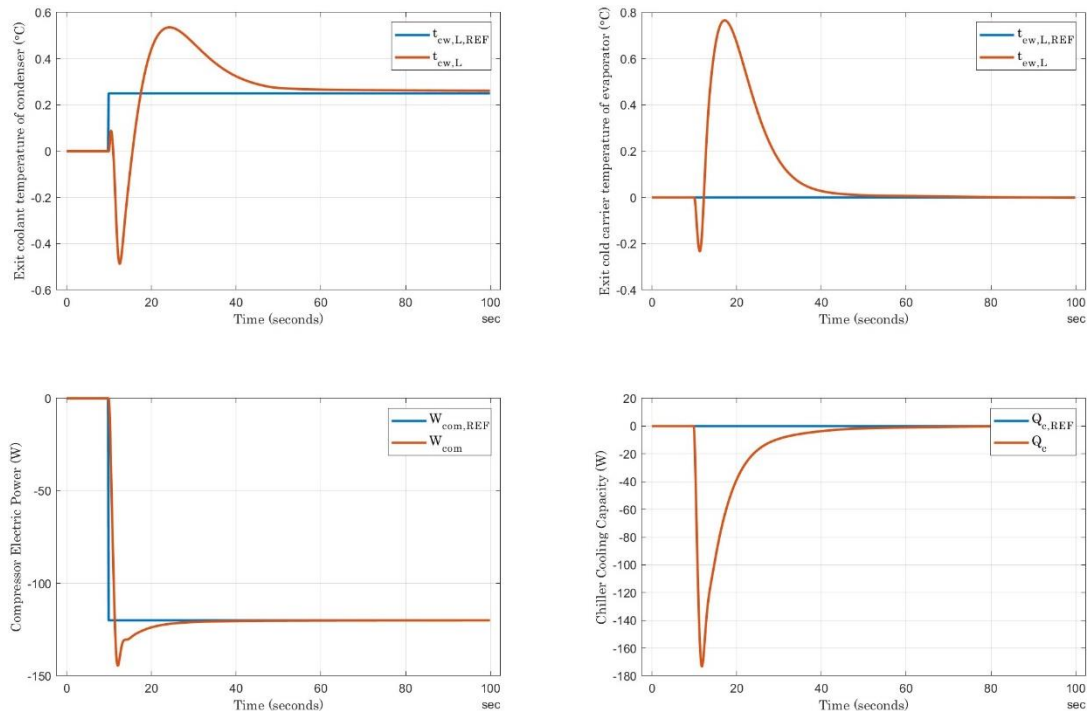 Exit coolant temperature of condenser (°C)
0.6
0.4
0.2
0
-0.2
-0.4
-0.6
t_cw,L,REF
t_cw,L
0 20 40 60 80 100
Time (seconds) sec
Exit cold carrier temperature of evaporator (°C)
0.8
0.6
0.4
0.2
0
-0.2
-0.4
t_ew,L,REF
t_ew,L
0 20 40 60 80 100
Time (seconds) sec
Compressor Electric Power (W)
0
-50
-100
-150
W_com,REF
W_com
0 20 40 60 80 100
Time (seconds) sec
Chiller Cooling Capacity (W)
20
0
-20
-40
-60
-80
-100
-120
-140
-160
-180
Q_c,REF
Q_c
0 20 40 60 80 100
Time (seconds) sec